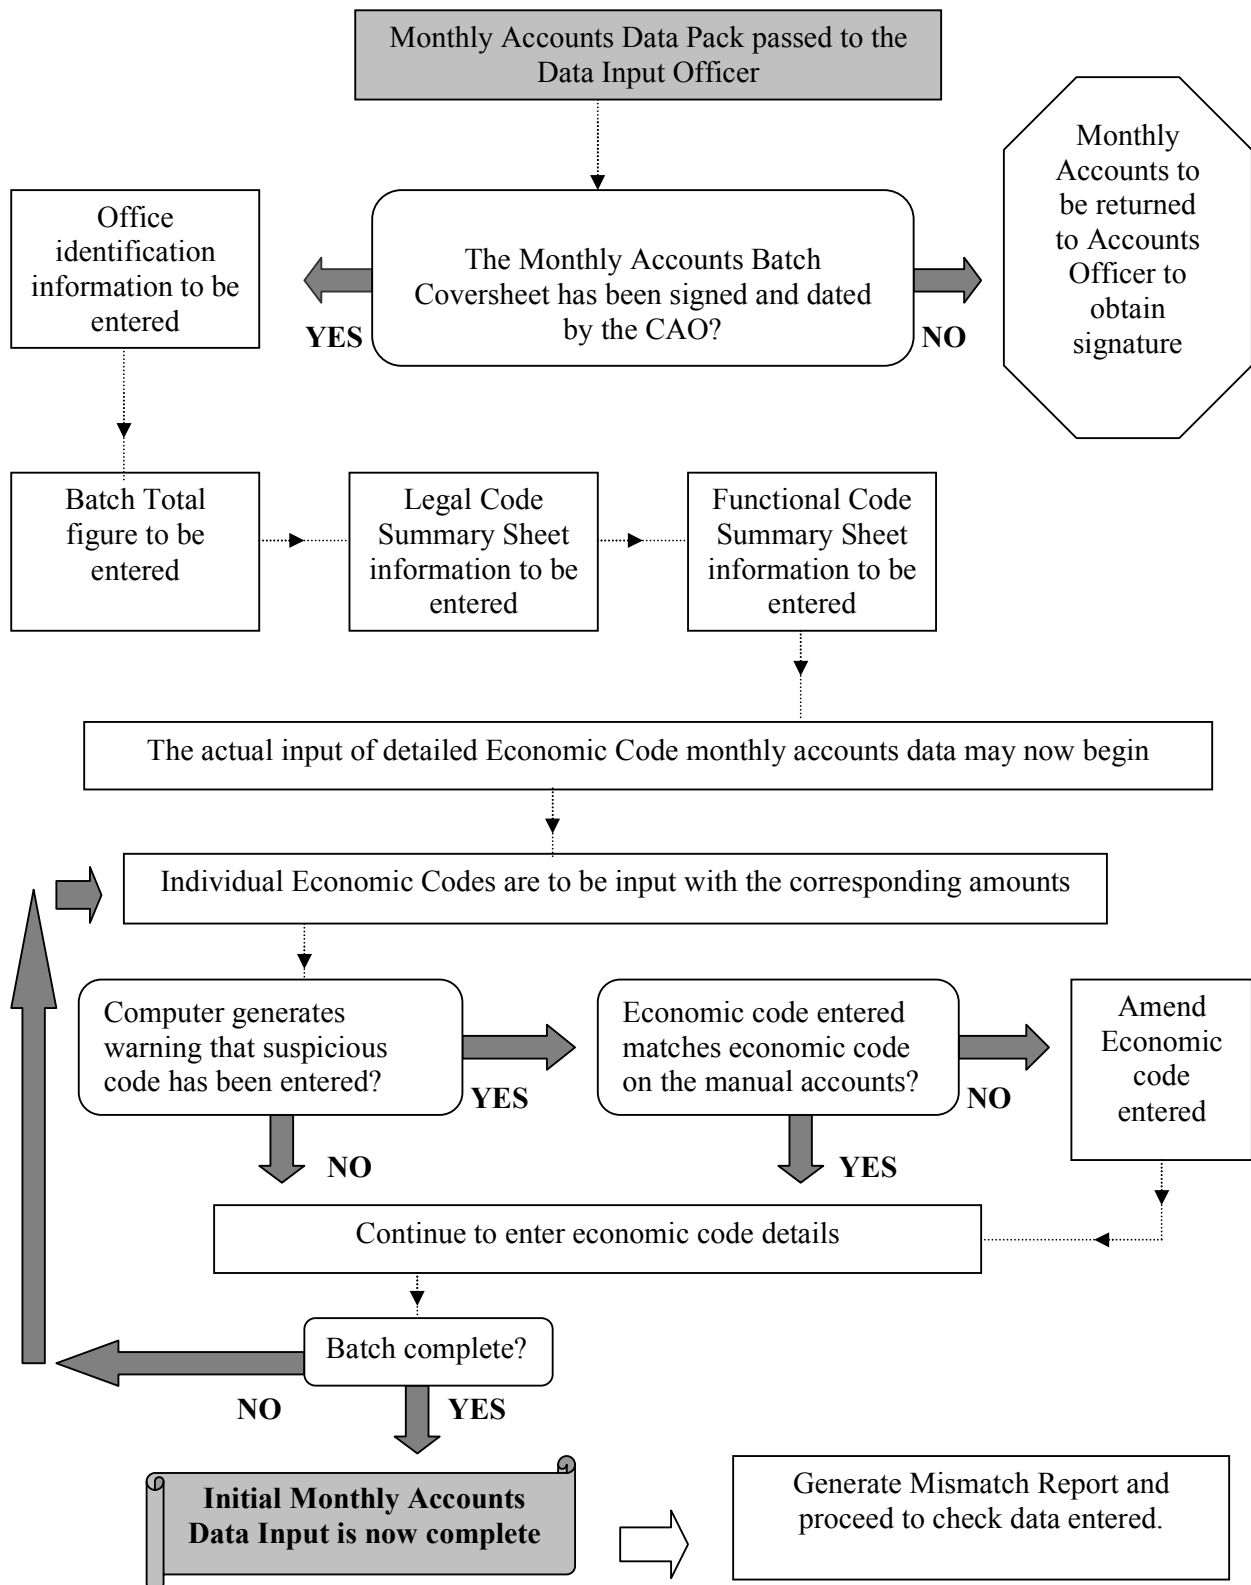 Monthly Accounts Data Pack passed to the
Data Input Officer
Monthly
Accounts to
be returned
to Accounts
Officer to
obtain
signature
Office
identification
information to be
entered
The Monthly Accounts Batch
Coversheet has been signed and dated
by the CAO?
YES
NO
Batch Total
figure to be
entered
Legal Code
Summary Sheet
information to be
entered
Functional Code
Summary Sheet
information to be
entered
The actual input of detailed Economic Code monthly accounts data may now begin
Individual Economic Codes are to be input with the corresponding amounts
Computer generates
warning that suspicious
code has been entered?
YES
NO
Economic code entered
matches economic code
on the manual accounts?
NO
YES
Amend
Economic
code
entered
Continue to enter economic code details
Batch complete?
NO
YES
Initial Monthly Accounts
Data Input is now complete
Generate Mismatch Report and
proceed to check data entered.